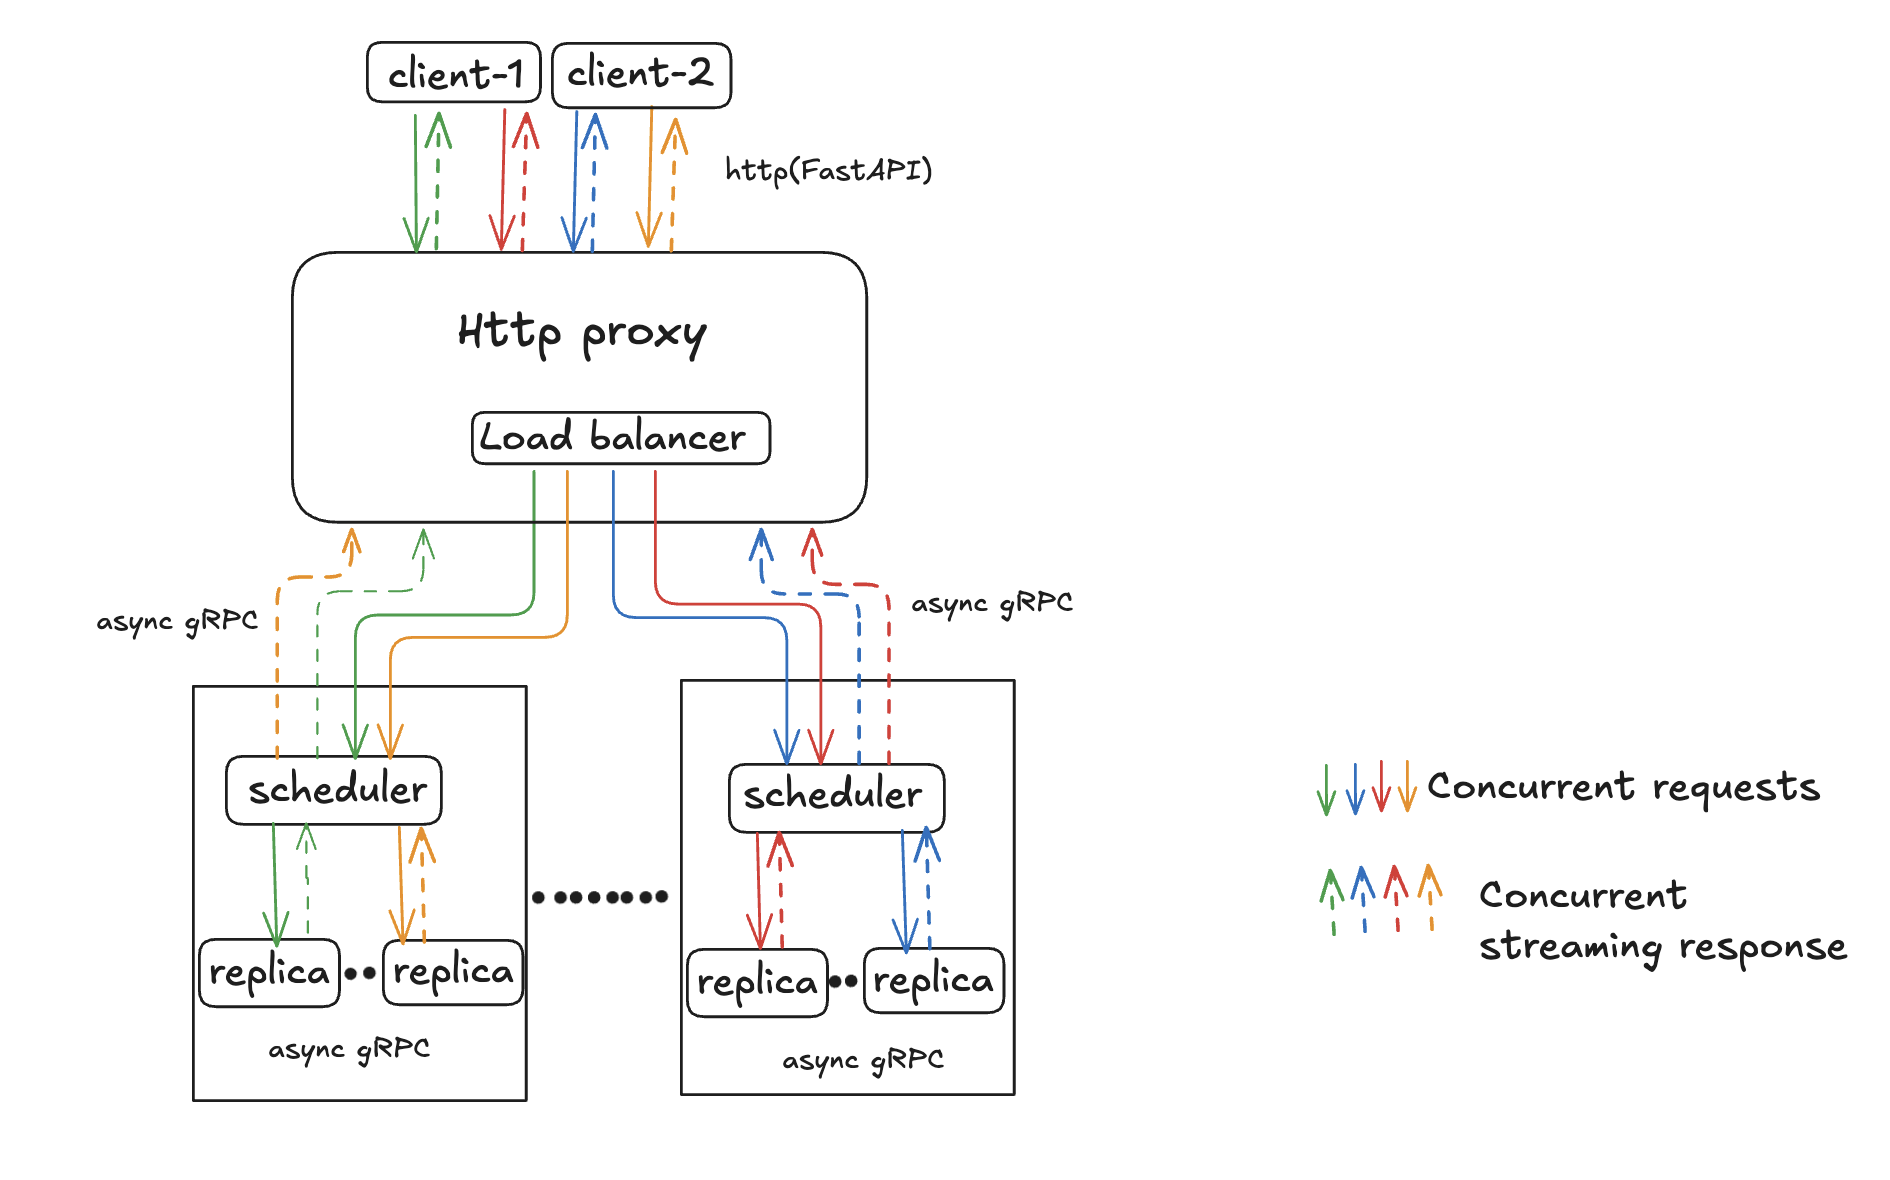 client-1
client-2
http(FastAPI)
Http proxy
Load balancer
async gRPC
async gRPC
scheduler
scheduler
replica
replica
replica
replica
async gRPC
async gRPC
Concurrent requests
Concurrent
streaming response